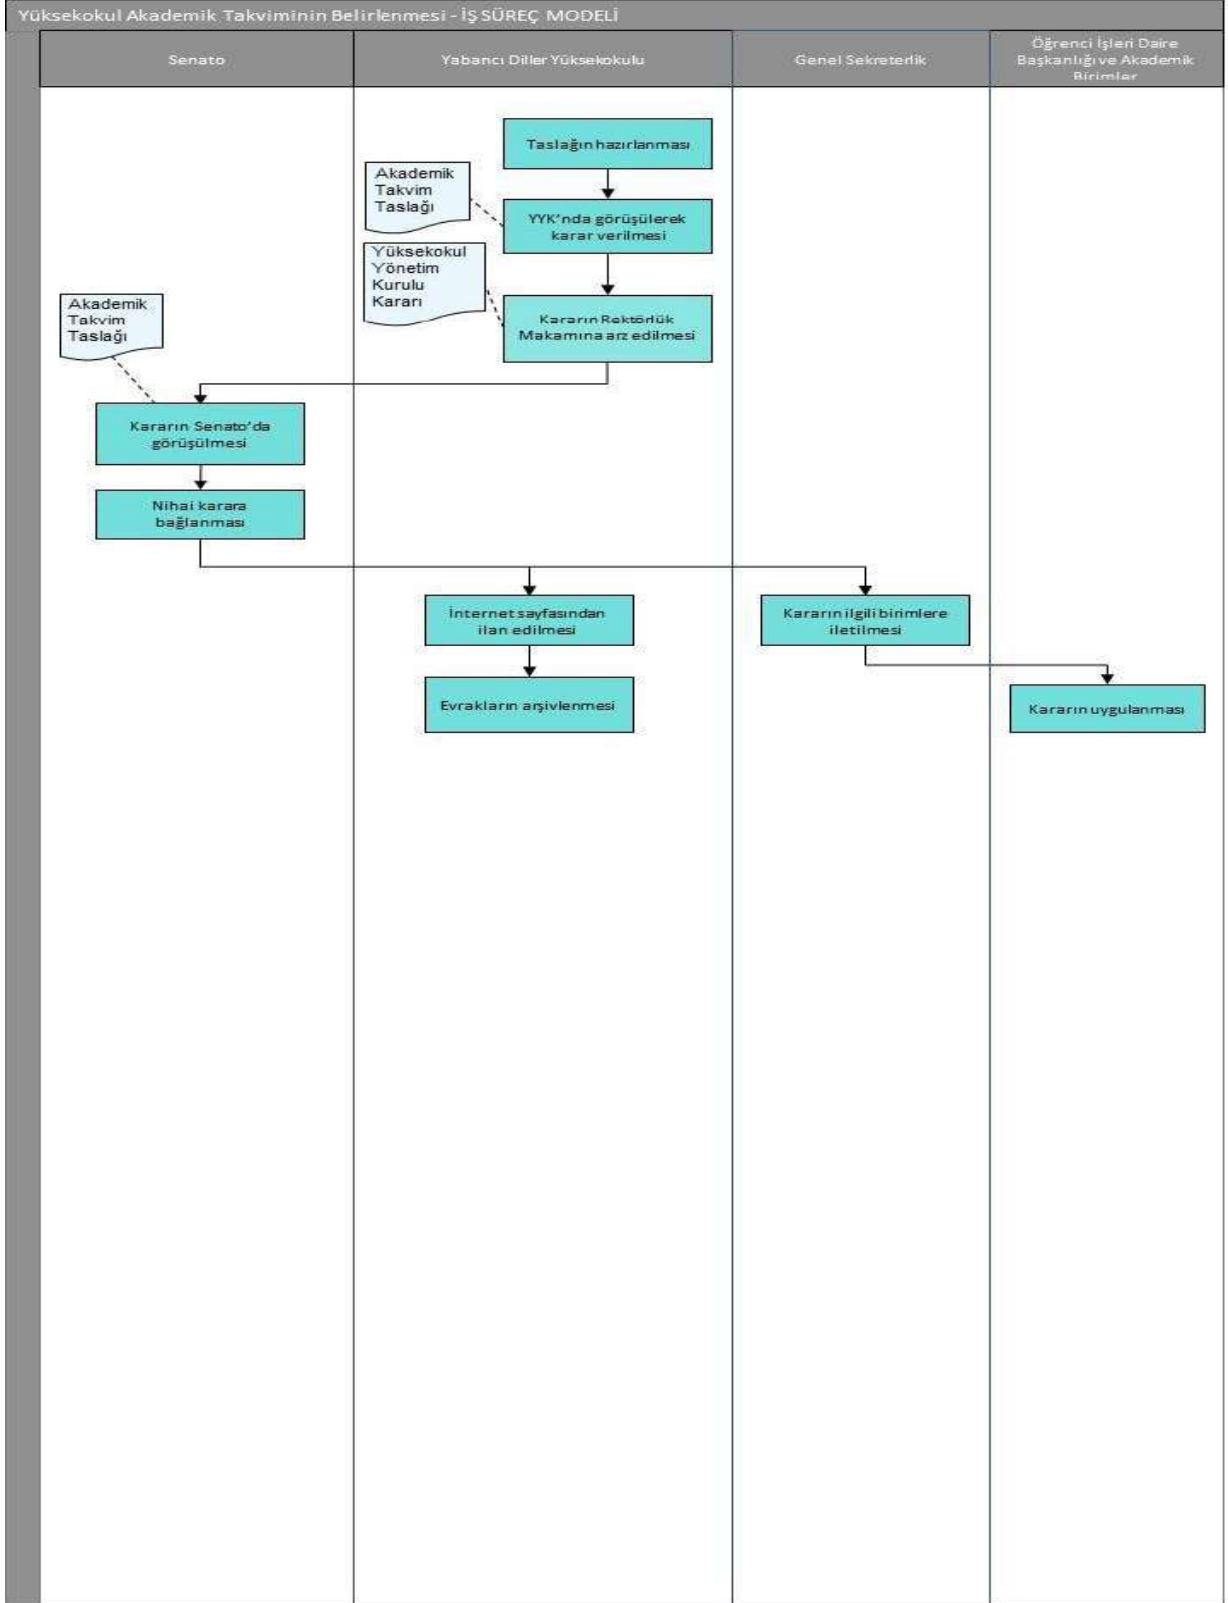 Yüksekokul Akademik Takviminin Belirlenmesi - İŞ SÜREÇ MODELİ
Senato
Yabancı Diller Yüksekokulu
Genel Sekreterlik
Öğrenci İşleri Daire
Başkanlığı ve Akademik
Birimler
Taslağın hazırlanması
Akademik
Takvim
Taslağı
YYK'nda görüşülerek
karar verilmesi
Yüksekokul
Yönetim
Kurulu
Kararı
Kararın Rektörlük
Makamına arz edilmesi
Akademik
Takvim
Taslağı
Kararın Senato'da
görüşülmesi
Nihai karara
bağlanması
İnternet sayfasından
ilan edilmesi
Kararın ilgili birimlere
iletilmesi
Evrakların arşivlenmesi
Kararın uygulanması